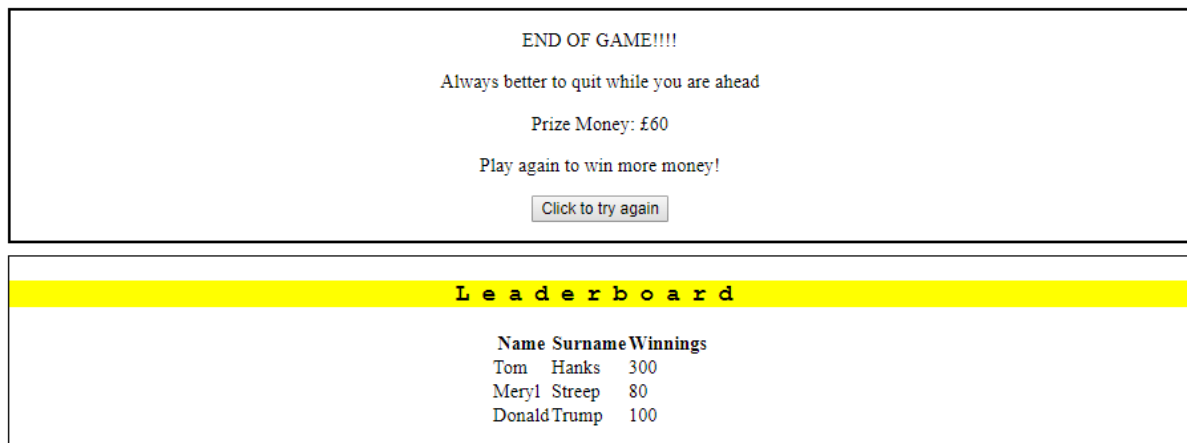 END OF GAME!!!!
Always better to quit while you are ahead
Prize Money: £60
Play again to win more money!
Click to try again
Leaderboard
Name Surname Winnings
Tom Hanks 300
Meryl Streep 80
Donald Trump 100